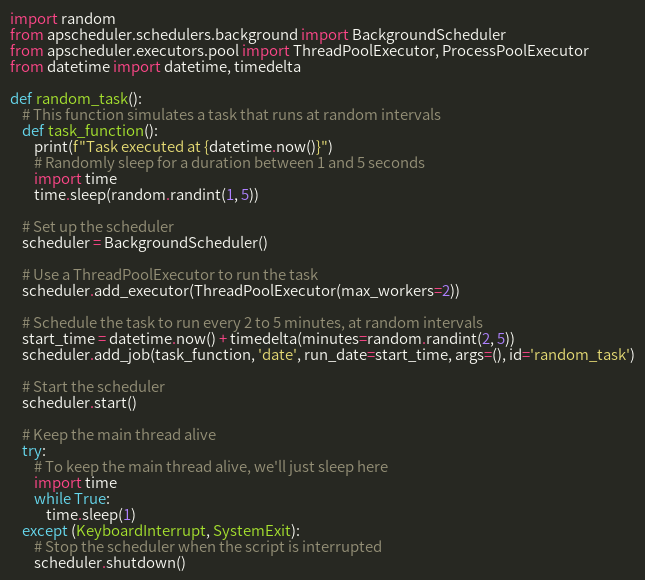 import random
from apscheduler.schedulers.background import BackgroundScheduler
from apscheduler.executors.pool import ThreadPoolExecutor, ProcessPoolExecutor
from datetime import datetime, timedelta

def random_task():
    # This function simulates a task that runs at random intervals
    def task_function():
        print(f"Task executed at {datetime.now()}")
        # Randomly sleep for a duration between 1 and 5 seconds
        import time
        time.sleep(random.randint(1, 5))

    # Set up the scheduler
    scheduler = BackgroundScheduler()

    # Use a ThreadPoolExecutor to run the task
    scheduler.add_executor(ThreadPoolExecutor(max_workers=2))

    # Schedule the task to run every 2 to 5 minutes, at random intervals
    start_time = datetime.now() + timedelta(minutes=random.randint(2, 5))
    scheduler.add_job(task_function, 'date', run_date=start_time, args=(), id='random_task')

    # Start the scheduler
    scheduler.start()

    # Keep the main thread alive
    try:
        # To keep the main thread alive, we'll just sleep here
        import time
        while True:
            time.sleep(1)
    except (KeyboardInterrupt, SystemExit):
        # Stop the scheduler when the script is interrupted
        scheduler.shutdown()